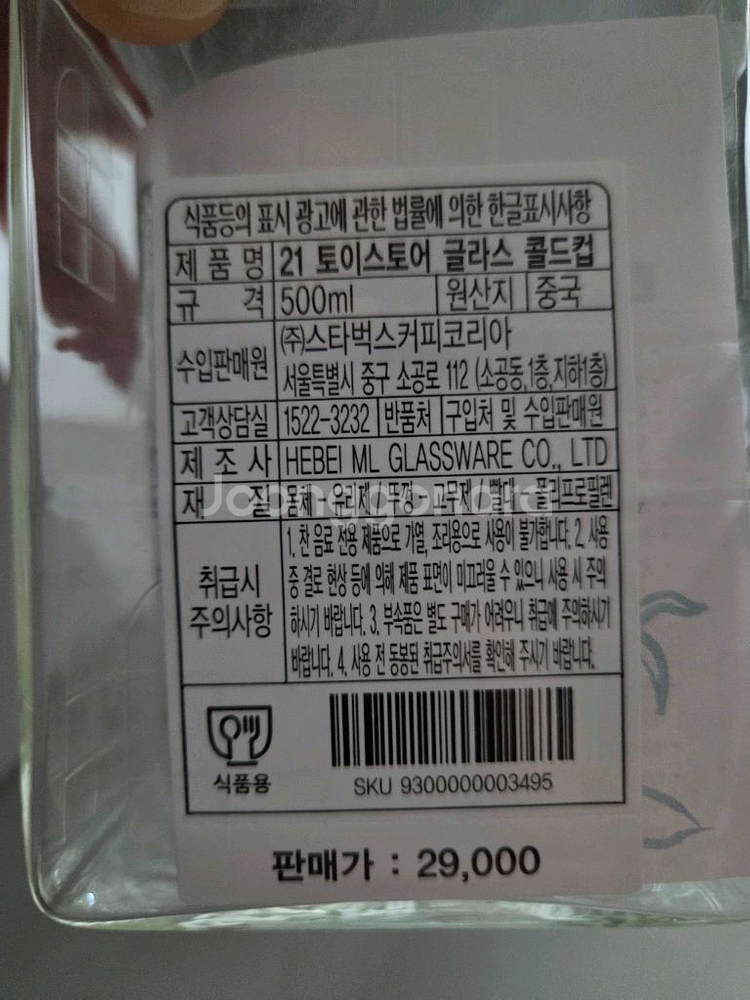 식품등의 표시 광고에 관한 법률에 의한 한글표시사항
제품명 21 토이스토어 글라스 콜드컵
규격 500ml 원산지 중국
수입판매원 (주)스타벅스커피코리아
서울특별시 중구 소공로 112 (소공동,1층,지하1층)
고객상담실 1522-3232 반품처 구입처 및 수입판매원
제조사 HEBEI ML GLASSWARE CO., LTD
재질 몸체 - 유리제 / 뚜껑 - 고무제 / 빨대 - 폴리프로필렌
Joonggonara
취급시 주의사항
1. 찬 음료 전용 제품으로 가열, 조리용으로 사용이 불가합니다. 2. 사용
중 결로 현상 등에 의해 제품 표면이 미끄러울 수 있으니 사용 시 주의
하시기 바랍니다. 3. 부속품은 별도 구매가 어려우니 취급에 주의하시기
바랍니다. 4. 사용 전 동봉된 취급주의서를 확인해 주시기 바랍니다.
식품용
SKU 9300000003495
판매가 : 29,000